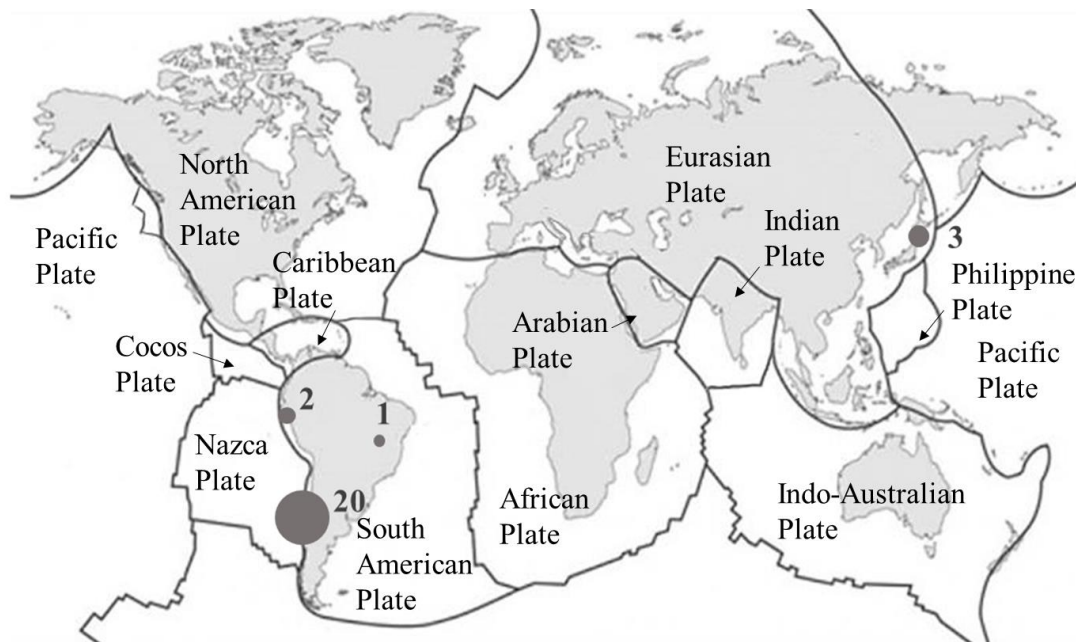 North
American
Plate
Eurasian
Plate
Indian
Plate
Pacific
Plate
Caribbean
Plate
3
Philippine
Plate
Arabian
Plate
Cocos
Plate
Pacific
Plate
2
1
Nazca
Plate
20
African
Plate
Indo-Australian
Plate
South
American
Plate